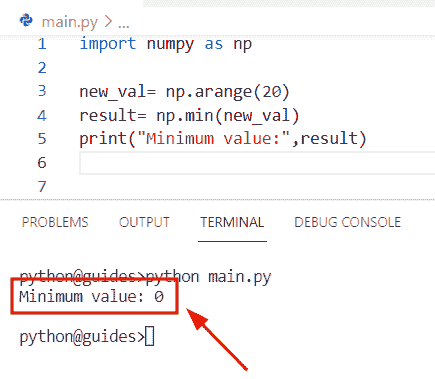 main.py > ...
1 import numpy as np
2
3 new_val= np.arange(20)
4 result= np.min(new_val)
5 print("Minimum value:",result)
6
7
PROBLEMS OUTPUT TERMINAL DEBUG CONSOLE
python@guides>python main.py
Minimum value: 0
python@guides>